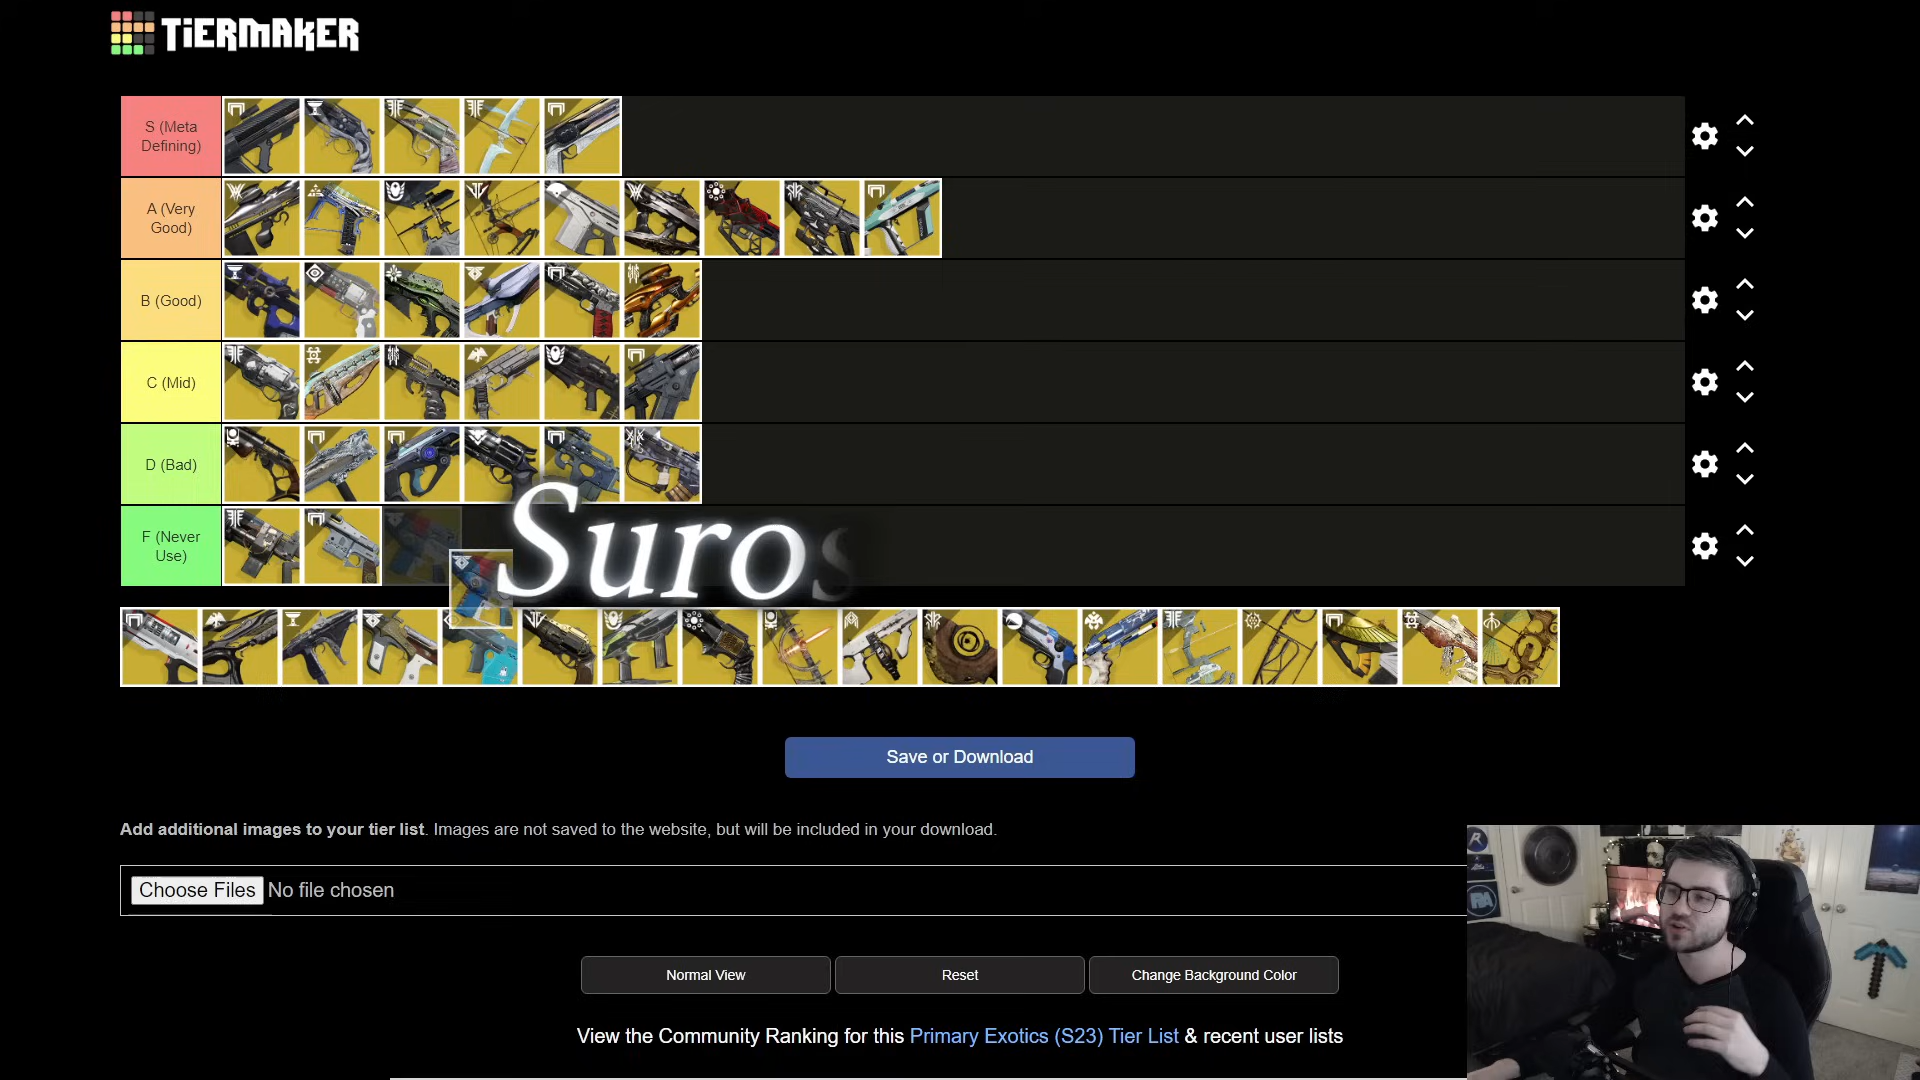 TiERMAKER
S (Meta
Defining)
A (Very
Good)
B (Good)
C (Mid)
D (Bad)
F (Never
Use)
Suros
Save or Download
Add additional images to your tier list. Images are not saved to the website, but will be included in your download.
Choose Files No file chosen
Normal View
Reset
Change Background Color
View the Community Ranking for this Primary Exotics (S23) Tier List & recent user lists